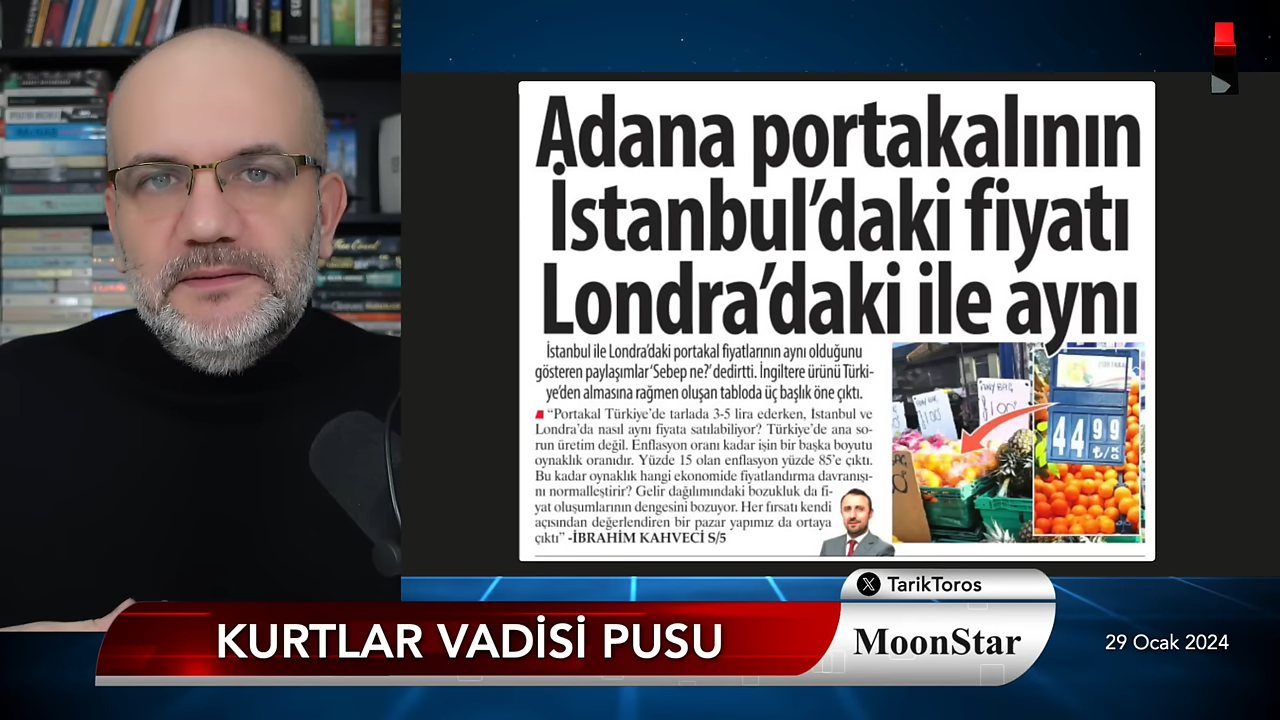 Adana portakalının
İstanbul'daki fiyatı
Londra'daki ile aynı
İstanbul ile Londra'daki portakal fiyatlarının aynı olduğunu
gösteren paylaşımlar 'Sebep ne?' dedirtti. İngiltere ürünü Türki-
ye'den almasına rağmen oluşan tabloda üç başlık öne çıktı.
"Portakal Türkiye'de tarlada 3-5 lira ederken, İstanbul ve
Londra'da nasıl aynı fiyata satılabiliyor? Türkiye'de ana so-
run üretim değil. Enflasyon oranı kadar işin bir başka boyutu
oynaklık oranıdır. Yüzde 15 olan enflasyon yüzde 85'e çıktı.
Bu kadar oynaklık hangi ekonomide fiyatlandırma davranışı-
nı normalleştirir? Gelir dağılımındaki bozukluk da fi-
yat oluşumlarının dengesini bozuyor. Her fırsatı kendi
açısından değerlendiren bir pazar yapımız da ortaya
çıktı" -İBRAHİM KAHVECİ S/5
ANY BAG
£1.00
44 99
₺/KG
TarikToros
KURTLAR VADİSİ PUSU
MoonStar
29 Ocak 2024